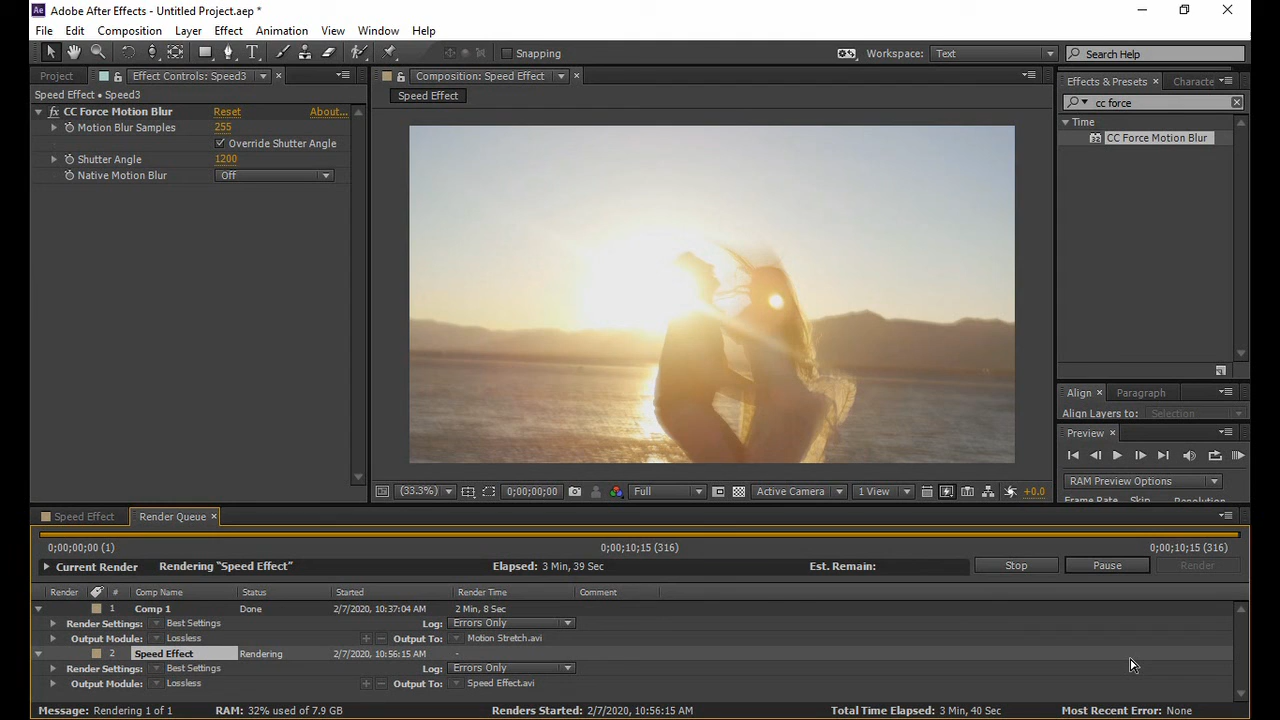 Adobe After Effects - Untitled Project.aep *
File Edit Composition Layer Effect Animation View Window Help
Snapping Workspace: Text Search Help
Project Effect Controls: Speed3 Composition: Speed Effect Effects & Presets Characte
Speed Effect • Speed3 Speed Effect cc force
fx CC Force Motion Blur Reset About...
Time
Motion Blur Samples 255
CC Force Motion Blur
Override Shutter Angle
Shutter Angle 1200
Native Motion Blur Off
Align Paragraph
Align Layers to: Selection
Preview
RAM Preview Options
Frame Rate Skip Resolution
(33.3%) 0;00;00;00 Full Active Camera 1 View +0.0
Speed Effect Render Queue
0;00;00;00 (1) 0;00;10;15 (316) 0;00;10;15 (316)
Current Render Rendering "Speed Effect" Elapsed: 3 Min, 39 Sec Est. Remain: Stop Pause Render
Render # Comp Name Status Started Render Time Comment
1 Comp 1 Done 2/7/2020, 10:37:04 AM 2 Min, 8 Sec
Render Settings: Best Settings Log: Errors Only
Output Module: Lossless Output To: Motion Stretch.avi
2 Speed Effect Rendering 2/7/2020, 10:56:15 AM -
Render Settings: Best Settings Log: Errors Only
Output Module: Lossless Output To: Speed Effect.avi
Message: Rendering 1 of 1 RAM: 32% used of 7.9 GB Renders Started: 2/7/2020, 10:56:15 AM Total Time Elapsed: 3 Min, 40 Sec Most Recent Error: None